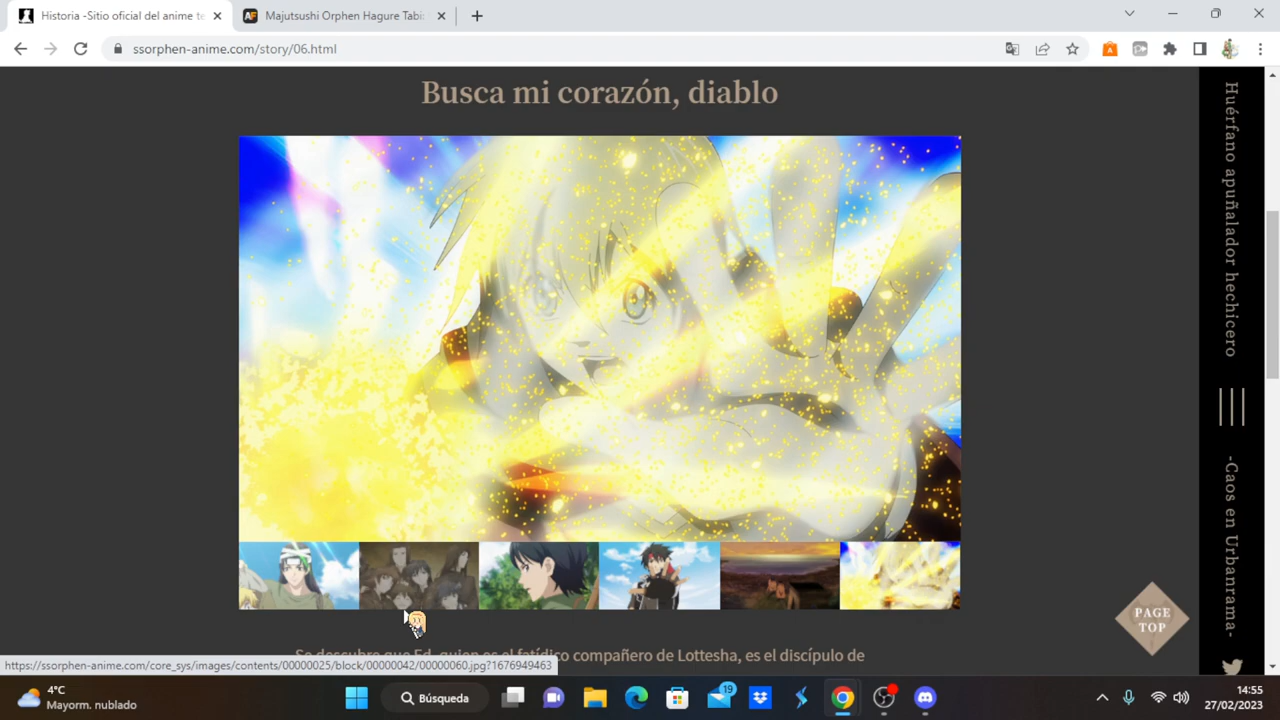 Historia -Sitio oficial del anime te
Majutsushi Orphen Hagure Tabi:
ssorphen-anime.com/story/06.html
Busca mi corazón, diablo
Huérfano apuñalador hechicero
-Caos en Urbanrama-
PAGE
TOP
Se descubre que Ed, quien es el fatídico compañero de Lottesha, es el discípulo de
https://ssorphen-anime.com/core_sys/images/contents/00000025/block/00000042/00000060.jpg?1676949463
4°C
Mayorm. nublado
Búsqueda
19
14:55
27/02/2023